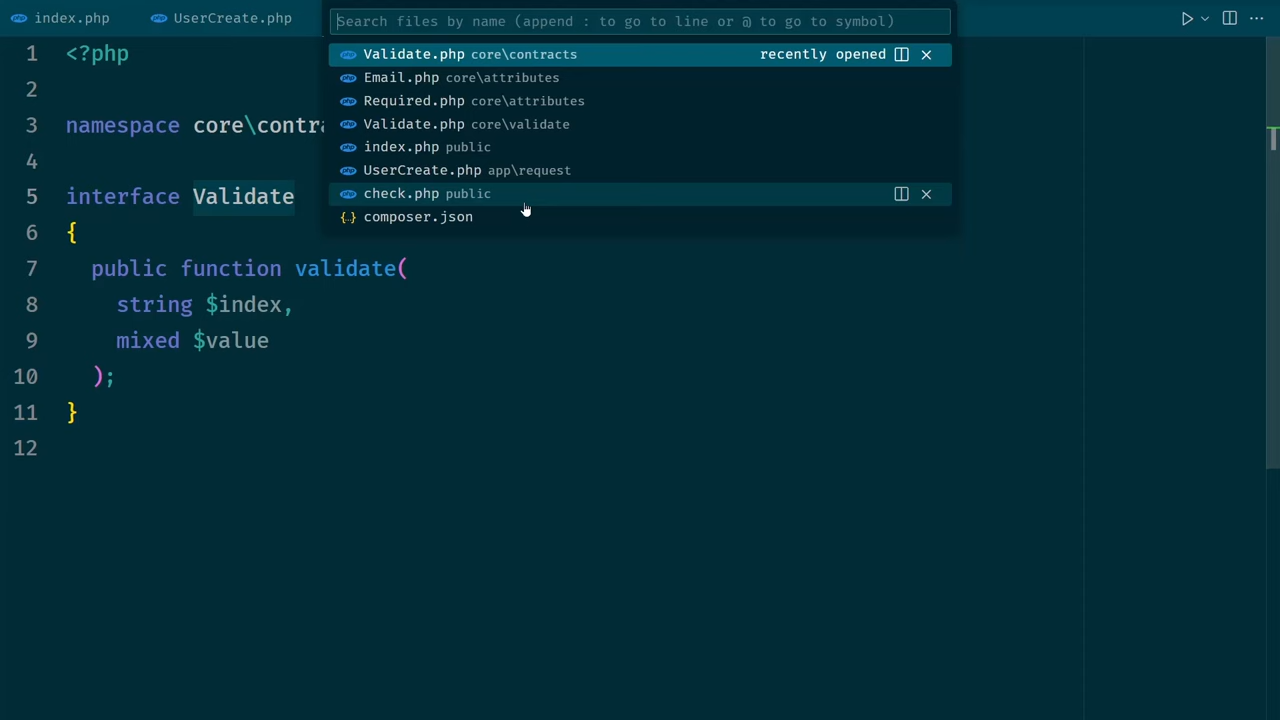 index.php UserCreate.php
Search files by name (append : to go to line or @ to go to symbol)
Validate.php core\contracts recently opened
Email.php core\attributes
Required.php core\attributes
Validate.php core\validate
index.php public
UserCreate.php app\request
check.php public
{..} composer.json
1 <?php
2
3 namespace core\contra
4
5 interface Validate
6 {
7 public function validate(
8 string $index,
9 mixed $value
10 );
11 }
12